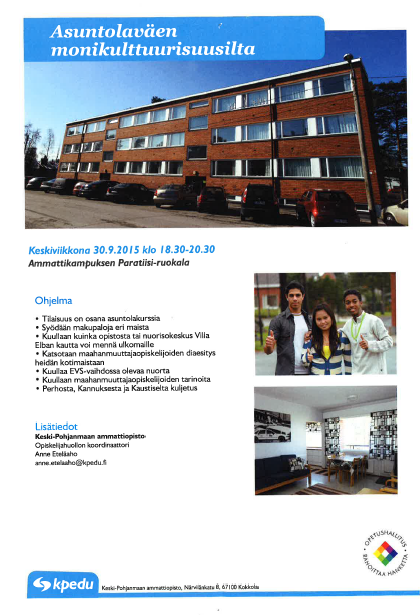 Asuntolaväen
monikulttuurisuusilta
Keskiviikkona 30.9.2015 klo 18.30-20.30
Ammattikampuksen Paratiisi-ruokala
Ohjelma
• Tilaisuus on osana asuntolakurssia
• Syödään makupaloja eri maista
• Kuullaan kuinka opistosta tai nuorisokeskus Villa
Elban kautta voi mennä ulkomaille
• Katsotaan maahanmuuttajaopiskelijoiden diaesitys
heidän kotimaistaan
• Kuullaa EVS-vaihdossa olevaa nuorta
• Kuullaan maahanmuuttajaopiskelijoiden tarinoita
• Perhosta, Kannuksesta ja Kaustiselta kuljetus
Lisätiedot
Keski-Pohjanmaan ammattiopisto
Opiskelijahuollon koordinaattori
Anne Eteläaho
anne.etelaaho@kpedu.fi
OPETUSHALLITUS
RAHOITTAA HANKETTA
kpedu
Keski-Pohjanmaan ammattiopisto, Närvilänkatu 8, 67100 Kokkola